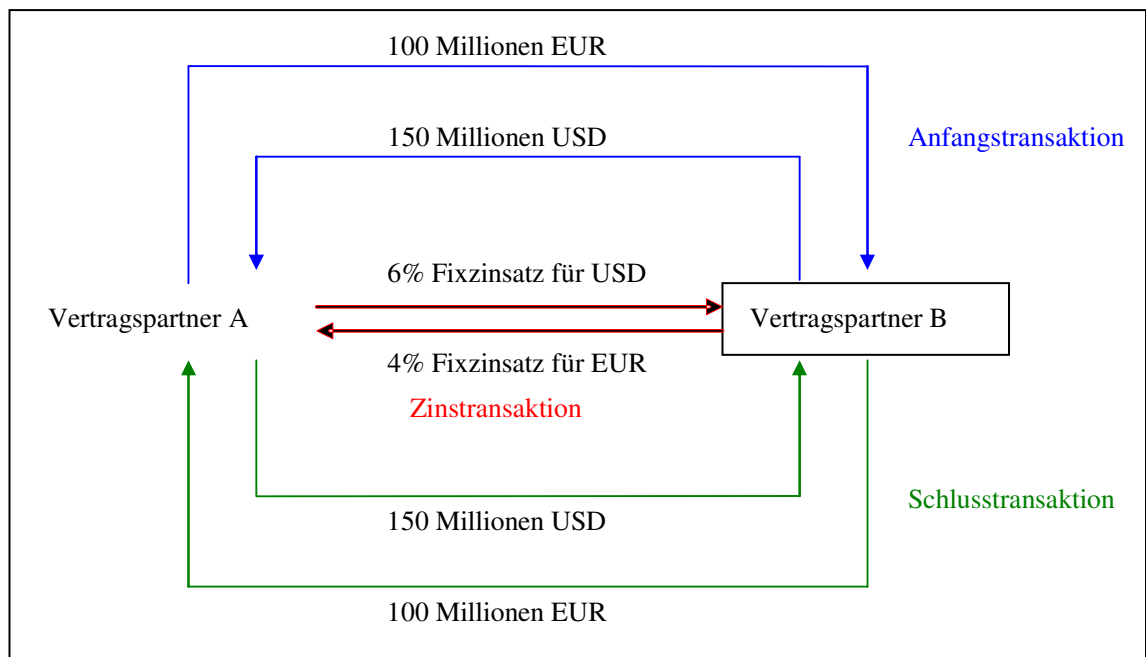 100 Millionen EUR
150 Millionen USD
Anfangstransaktion
6% Fixzinsatz für USD
Vertragspartner A
Vertragspartner B
4% Fixzinsatz für EUR
Zinstransaktion
Schlusstransaktion
150 Millionen USD
100 Millionen EUR